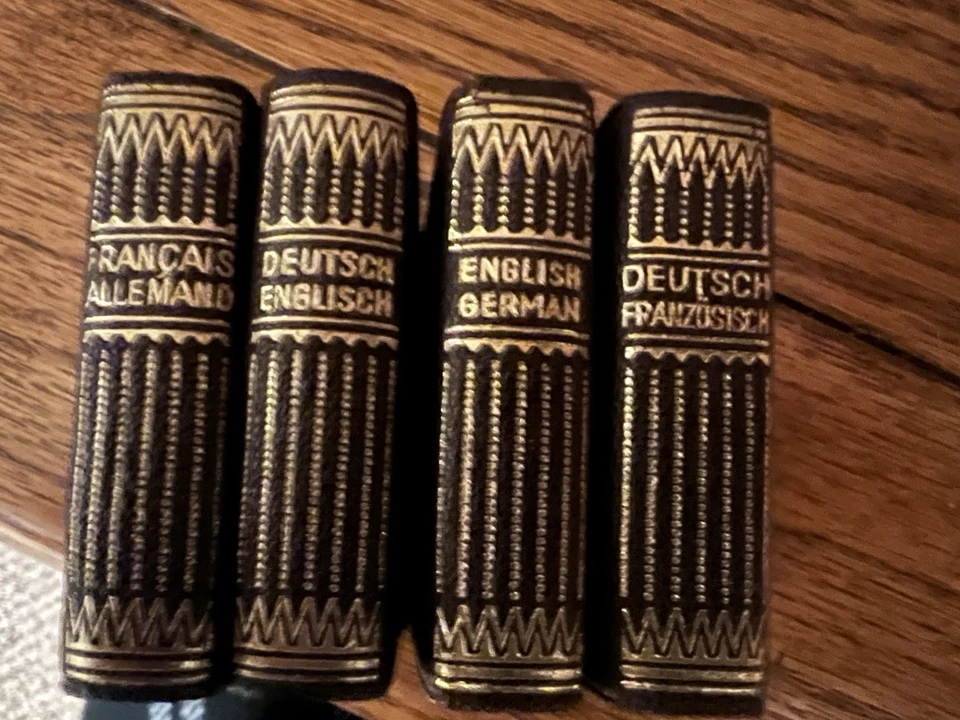 FRANÇAIS
ALLEMAND
DEUTSCH
ENGLISCH
ENGLISH
GERMAN
DEUTSCH
FRANZÖSISCH